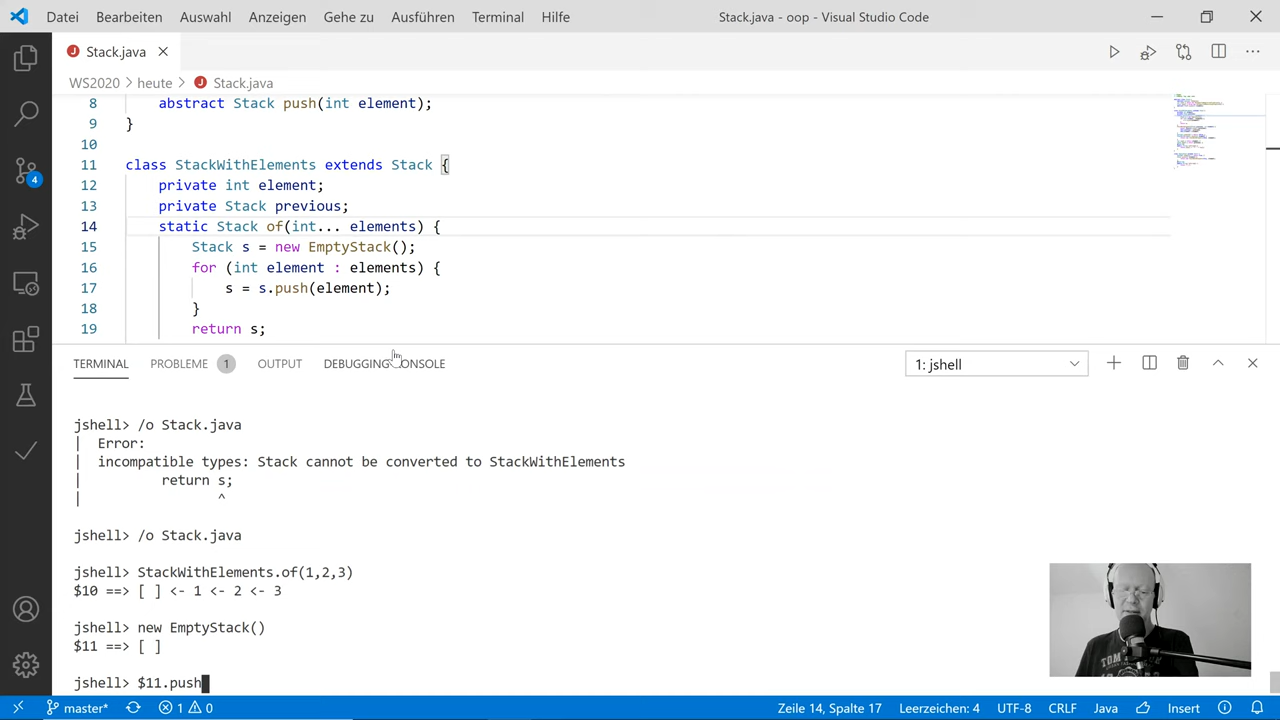 Datei Bearbeiten Auswahl Anzeigen Gehe zu Ausführen Terminal Hilfe Stack.java - oop - Visual Studio Code
Stack.java
WS2020 > heute > Stack.java
8 abstract Stack push(int element);
9 }
10
11 class StackWithElements extends Stack {
12 private int element;
13 private Stack previous;
14 static Stack of(int... elements) {
15 Stack s = new EmptyStack();
16 for (int element : elements) {
17 s = s.push(element);
18 }
19 return s;
4
TERMINAL PROBLEME 1 OUTPUT DEBUGGING CONSOLE 1: jshell
jshell> /o Stack.java
| Error:
| incompatible types: Stack cannot be converted to StackWithElements
| return s;
| ^
jshell> /o Stack.java
jshell> StackWithElements.of(1,2,3)
$10 ==> [ ] <- 1 <- 2 <- 3
jshell> new EmptyStack()
$11 ==> [ ]
jshell> $11.push
master* 1 0 Zeile 14, Spalte 17 Leerzeichen: 4 UTF-8 CRLF Java Insert